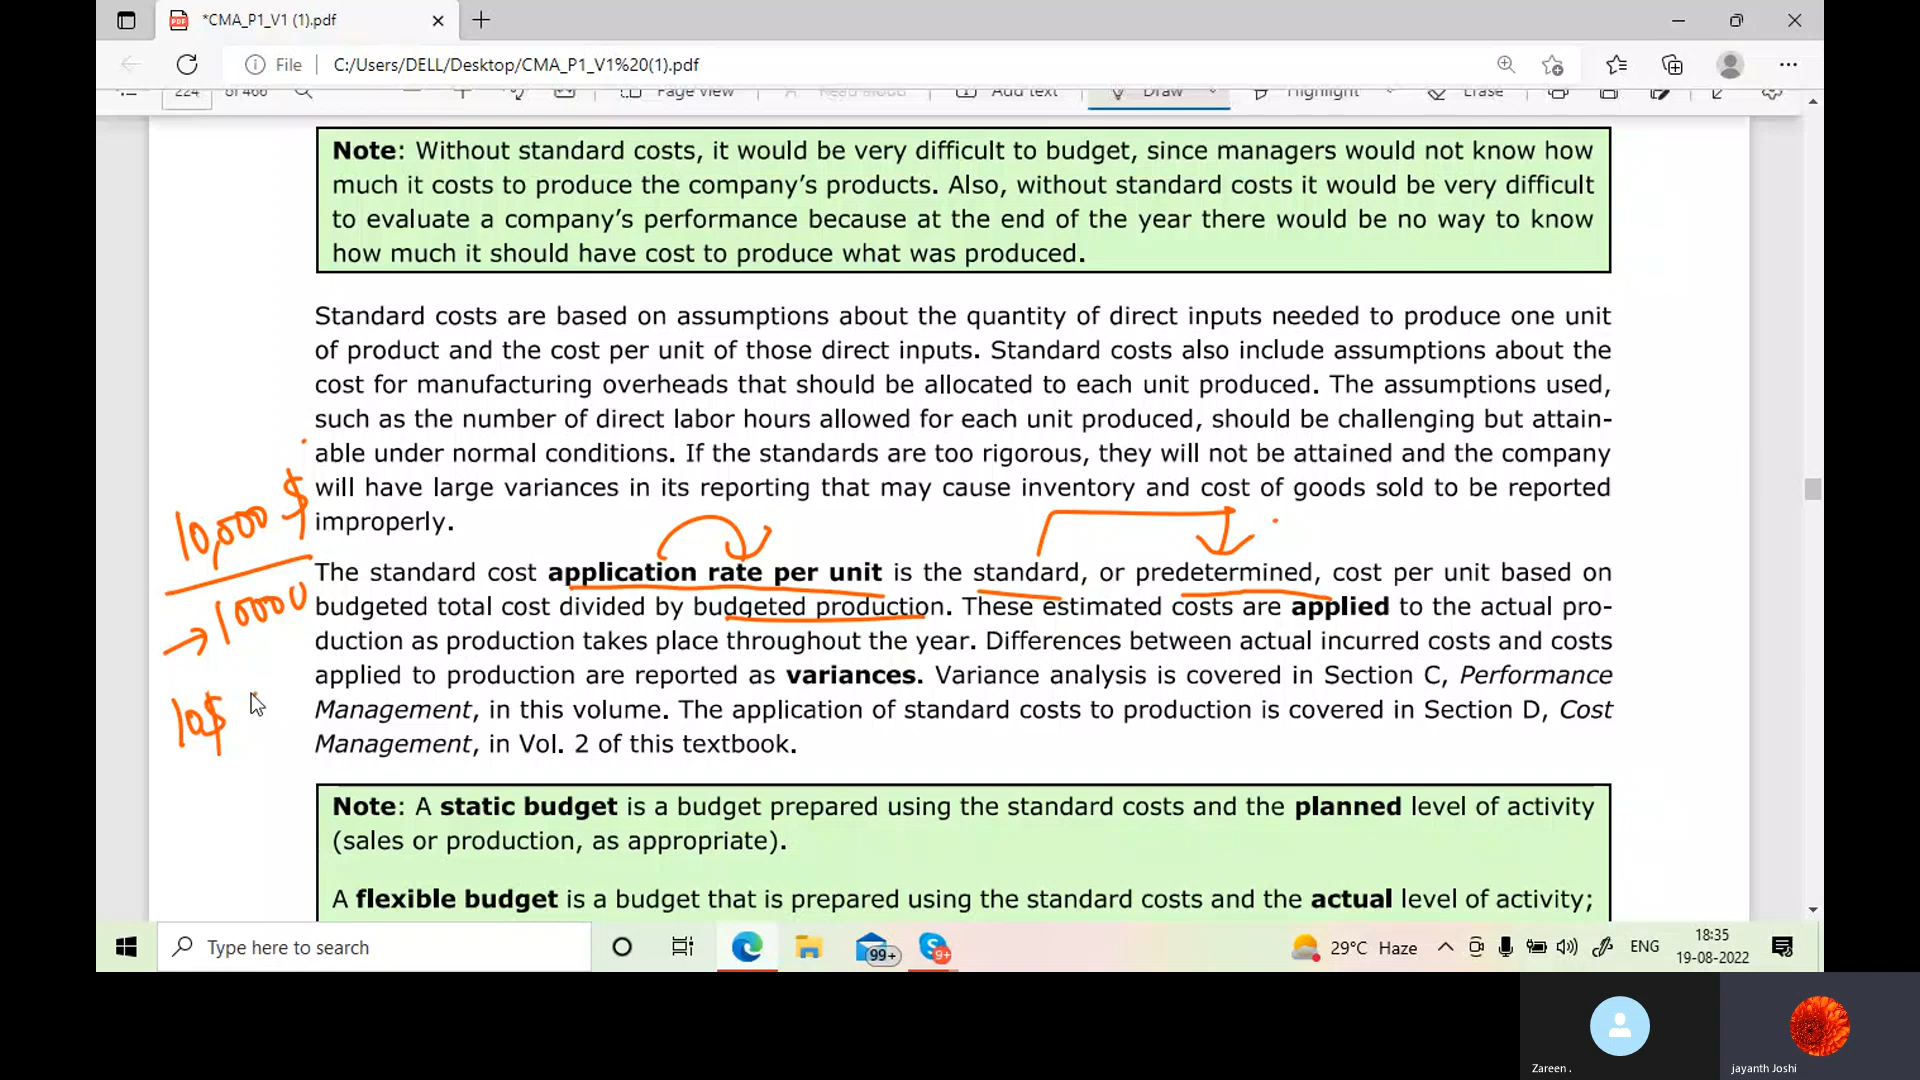 *CMA_P1_V1 (1).pdf
File
C:/Users/DELL/Desktop/CMA_P1_V1%20(1).pdf
224 of 466 Page view Read aloud Add text Draw Highlight Erase
Note: Without standard costs, it would be very difficult to budget, since managers would not know how
much it costs to produce the company's products. Also, without standard costs it would be very difficult
to evaluate a company's performance because at the end of the year there would be no way to know
how much it should have cost to produce what was produced.
Standard costs are based on assumptions about the quantity of direct inputs needed to produce one unit
of product and the cost per unit of those direct inputs. Standard costs also include assumptions about the
cost for manufacturing overheads that should be allocated to each unit produced. The assumptions used,
such as the number of direct labor hours allowed for each unit produced, should be challenging but attain-
able under normal conditions. If the standards are too rigorous, they will not be attained and the company
will have large variances in its reporting that may cause inventory and cost of goods sold to be reported
improperly.
10,000 $
10000
10$
The standard cost application rate per unit is the standard, or predetermined, cost per unit based on
budgeted total cost divided by budgeted production. These estimated costs are applied to the actual pro-
duction as production takes place throughout the year. Differences between actual incurred costs and costs
applied to production are reported as variances. Variance analysis is covered in Section C, Performance
Management, in this volume. The application of standard costs to production is covered in Section D, Cost
Management, in Vol. 2 of this textbook.
Note: A static budget is a budget prepared using the standard costs and the planned level of activity
(sales or production, as appropriate).
A flexible budget is a budget that is prepared using the standard costs and the actual level of activity;
Type here to search
99+
9+
29°C Haze
ENG
18:35
19-08-2022
Zareen .
jayanth Joshi